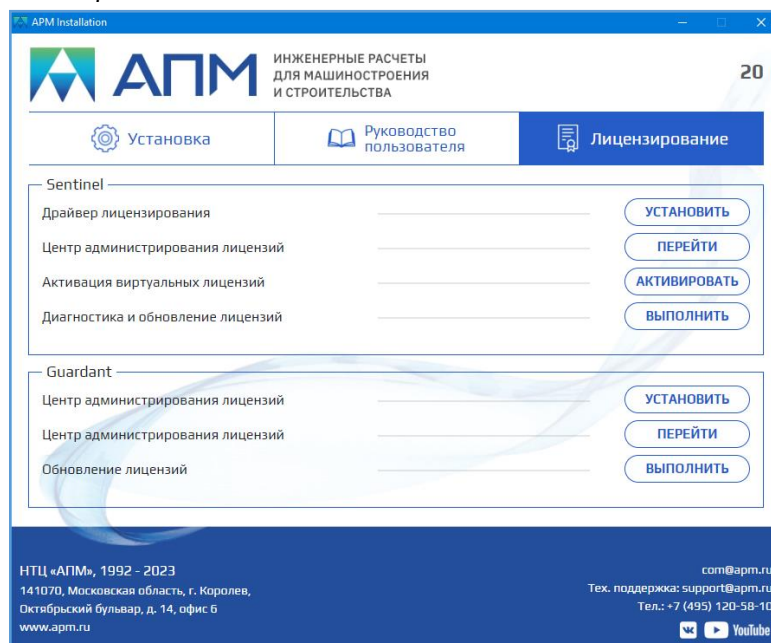 APM Installation
АПМ
ИНЖЕНЕРНЫЕ РАСЧЕТЫ
ДЛЯ МАШИНОСТРОЕНИЯ
И СТРОИТЕЛЬСТВА
20
Установка
Руководство
пользователя
Лицензирование
Sentinel
Драйвер лицензирования УСТАНОВИТЬ
Центр администрирования лицензий ПЕРЕЙТИ
Активация виртуальных лицензий АКТИВИРОВАТЬ
Диагностика и обновление лицензий ВЫПОЛНИТЬ
Guardant
Центр администрирования лицензий УСТАНОВИТЬ
Центр администрирования лицензий ПЕРЕЙТИ
Обновление лицензий ВЫПОЛНИТЬ
НТЦ «АПМ», 1992 - 2023
141070, Московская область, г. Королев,
Октябрьский бульвар, д. 14, офис 6
www.apm.ru
com@apm.ru
Тех. поддержка: support@apm.ru
Тел.: +7 (495) 120-58-10
YouTube